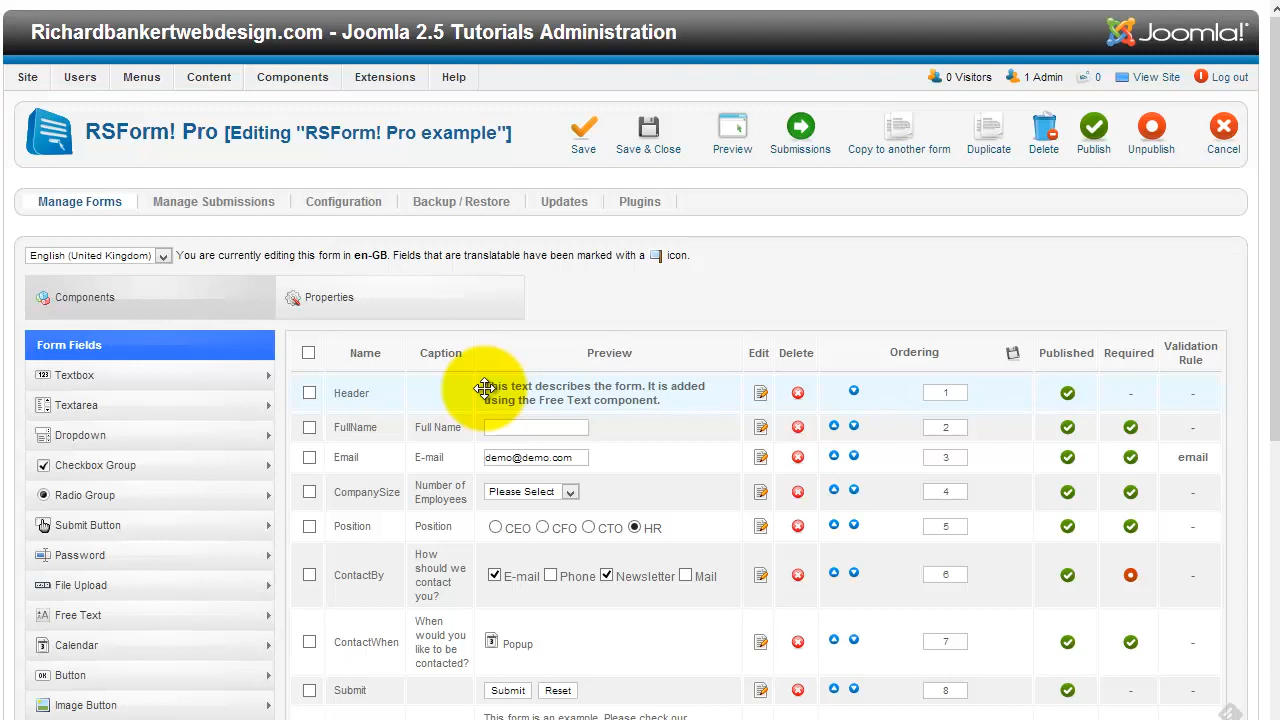 Richardbankertwebdesign.com - Joomla 2.5 Tutorials Administration
Joomla!
Site Users Menus Content Components Extensions Help
0 Visitors 1 Admin 0 View Site Log out
RSForm! Pro [Editing "RSForm! Pro example"]
Save Save & Close Preview Submissions Copy to another form Duplicate Delete Publish Unpublish Cancel
Manage Forms Manage Submissions Configuration Backup / Restore Updates Plugins
English (United Kingdom) You are currently editing this form in en-GB. Fields that are translatable have been marked with a icon.
Components Properties
Form Fields
Textbox
Textarea
Dropdown
Checkbox Group
Radio Group
Submit Button
Password
File Upload
Free Text
Calendar
Button
Image Button
Name Caption Preview Edit Delete Ordering Published Required Validation
Rule
Header text describes the form. It is added 1 - -
using the Free Text component.
FullName Full Name 2 -
Email E-mail demo@demo.com 3 email
CompanySize Number of
Employees Please Select 4 -
Position Position CEO CFO CTO HR 5 -
ContactBy How
should we
contact
you? E-mail Phone Newsletter Mail 6 -
ContactWhen When
would you
like to be
contacted? Popup 7 -
Submit Submit Reset 8 - -
This form is an example. Please check our